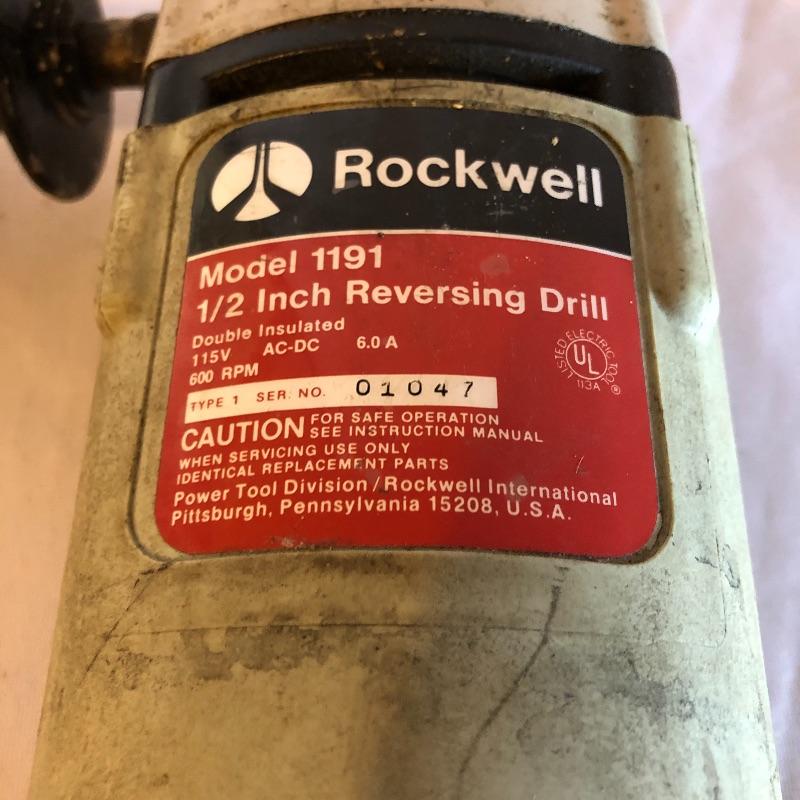 Rockwell
Model 1191
1/2 Inch Reversing Drill
Double Insulated
115V AC-DC 6.0 A
600 RPM
LISTED ELECTRIC TOOL ®
UL
113A
TYPE 1 SER. NO. 01047
CAUTION FOR SAFE OPERATION
SEE INSTRUCTION MANUAL
WHEN SERVICING USE ONLY
IDENTICAL REPLACEMENT PARTS
Power Tool Division/Rockwell International
Pittsburgh, Pennsylvania 15208, U.S.A.